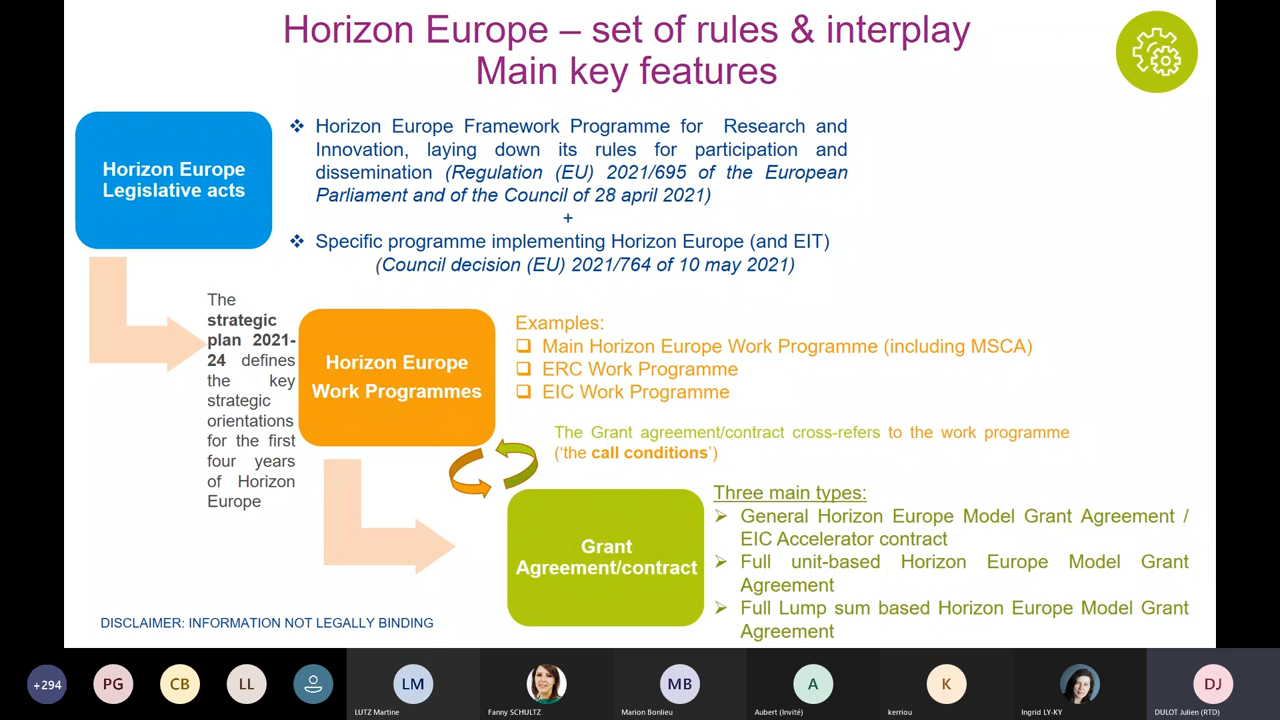 Horizon Europe – set of rules & interplay
Main key features
Horizon Europe
Legislative acts
❖ Horizon Europe Framework Programme for Research and
Innovation, laying down its rules for participation and
dissemination (Regulation (EU) 2021/695 of the European
Parliament and of the Council of 28 april 2021)
+
❖ Specific programme implementing Horizon Europe (and EIT)
(Council decision (EU) 2021/764 of 10 may 2021)
The
strategic
plan 2021-
24 defines
the key
strategic
orientations
for the first
four years
of Horizon
Europe
Horizon Europe
Work Programmes
Examples:
❑ Main Horizon Europe Work Programme (including MSCA)
❑ ERC Work Programme
❑ EIC Work Programme
The Grant agreement/contract cross-refers to the work programme
(‘the call conditions’)
Grant
Agreement/contract
Three main types:
➢ General Horizon Europe Model Grant Agreement /
EIC Accelerator contract
➢ Full unit-based Horizon Europe Model Grant
Agreement
➢ Full Lump sum based Horizon Europe Model Grant
Agreement
DISCLAIMER: INFORMATION NOT LEGALLY BINDING
+294
PG
CB
LL
LM
MB
A
K
DJ
LUTZ Martine
Fanny SCHULTZ
Marion Bonlieu
Aubert (Invité)
kerriou
Ingrid LY-KY
DULOT Julien (RTD)